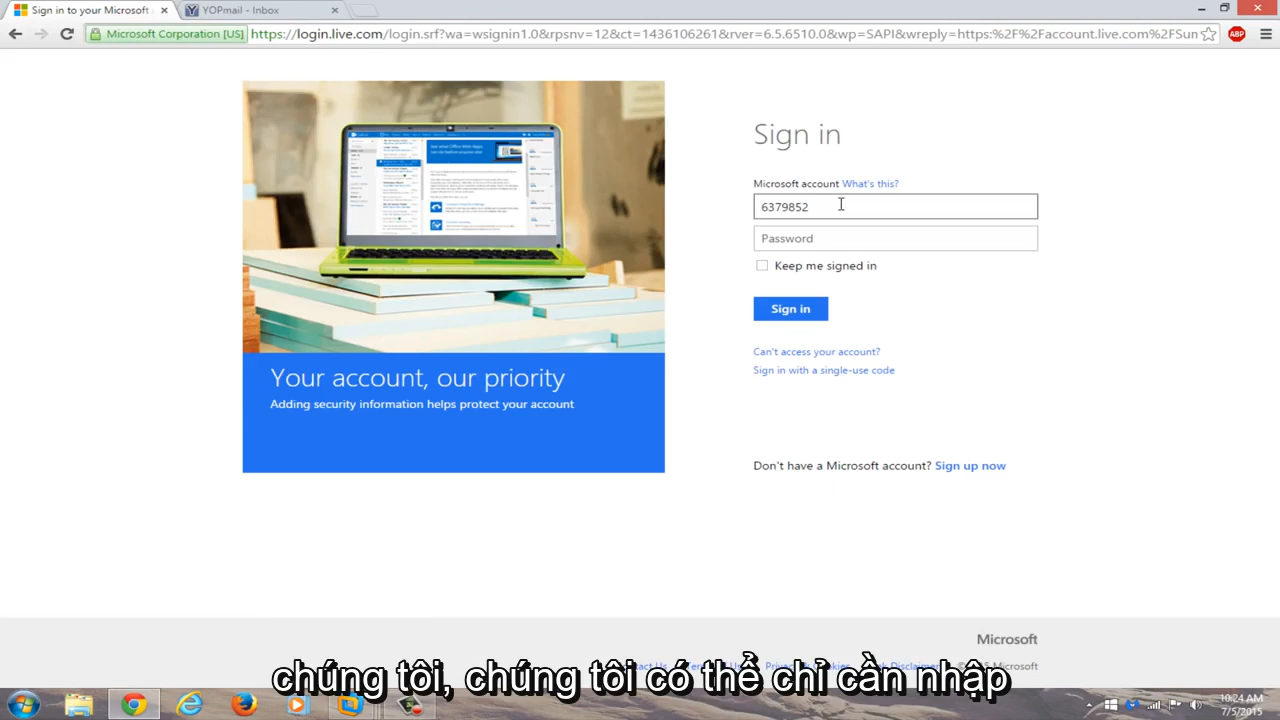 Sign in to your Microsoft
YOPmail - Inbox
Microsoft Corporation [US]
https://login.live.com/login.srf?wa=wsignin1.0&rpsnv=12&ct=1436106261&rver=6.5.6510.0&wp=SAPI&wreply=https:%2F%2Faccount.live.com%2FSun
ABP
Sign in
Microsoft account What's this?
6379852
Password
Keep me signed in
Sign in
Can't access your account?
Sign in with a single-use code
Your account, our priority
Adding security information helps protect your account
Don't have a Microsoft account? Sign up now
Microsoft
chúng tôi, chúng tôi có thể chỉ cần nhập
10:24 AM
7/5/2015